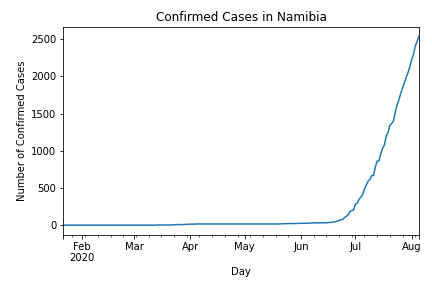 Confirmed Cases in Namibia
Number of Confirmed Cases
2500
2000
1500
1000
500
0
Feb Mar Apr May Jun Jul Aug
2020
Day